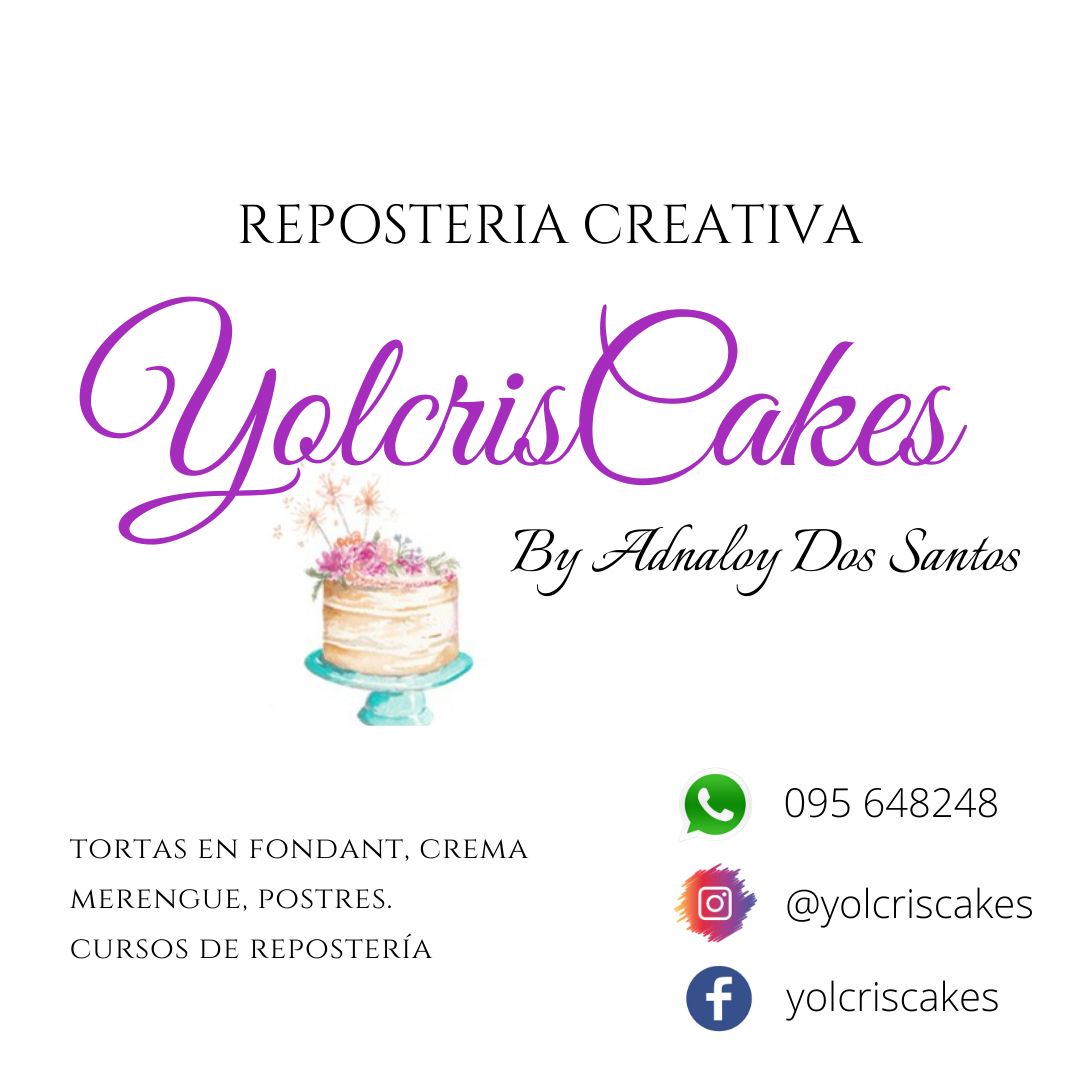 REPOSTERIA CREATIVA
YolcrisCakes
By Adnaloy Dos Santos
TORTAS EN FONDANT, CREMA
MERENGUE, POSTRES.
CURSOS DE REPOSTERÍA
095 648248
@yolcriscakes
yolcriscakes